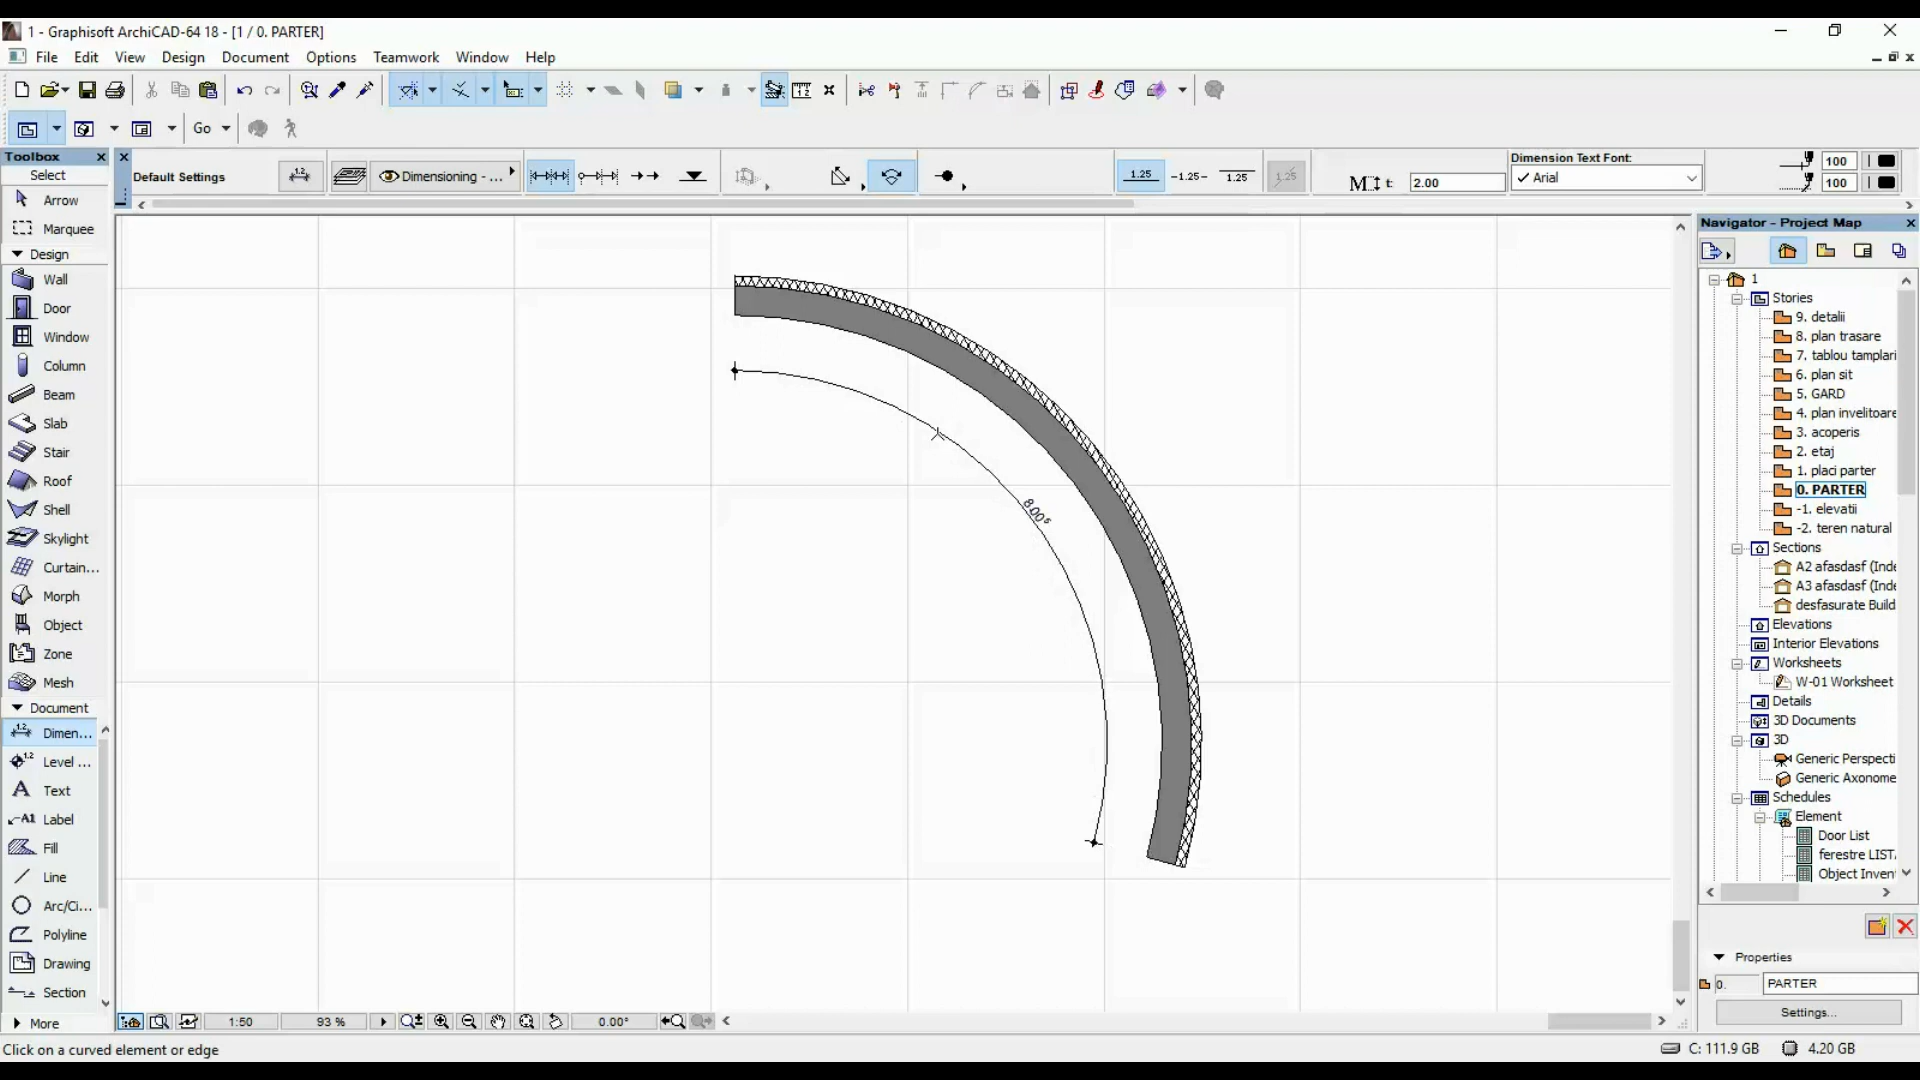 1 - Graphisoft ArchiCAD-64 18 - [1 / 0. PARTER]
File Edit View Design Document Options Teamwork Window Help
Go
Toolbox
Select
Arrow
Marquee
Design
Wall
Door
Window
Column
Beam
Slab
Stair
Roof
Shell
Skylight
Curtain...
Morph
Object
Zone
Mesh
Document
Dimen...
Level ...
Text
Label
Fill
Line
Arc/Ci...
Polyline
Drawing
Section
More
Default Settings
Dimensioning - ...
1.25
-1.25-
1.25
1.25
M t: 2.00
Dimension Text Font:
Arial
100
100
8.00⁵
Navigator - Project Map
1
Stories
9. detalii
8. plan trasare
7. tablou tamplari
6. plan sit
5, GARD
4. plan invelitoare
3. acoperis
2. etaj
1. placi parter
0. PARTER
-1. elevatii
-2. teren natural
Sections
A2 afasdasf (Inde
A3 afasdasf (Inde
desfasurate Build
Elevations
Interior Elevations
Worksheets
W-01 Worksheet
Details
3D Documents
3D
Generic Perspecti
Generic Axonome
Schedules
Element
Door List
ferestre LISTA
Object Inven
Properties
0. PARTER
Settings...
1:50 93 % 0.00°
Click on a curved element or edge
C: 111.9 GB 4.20 GB